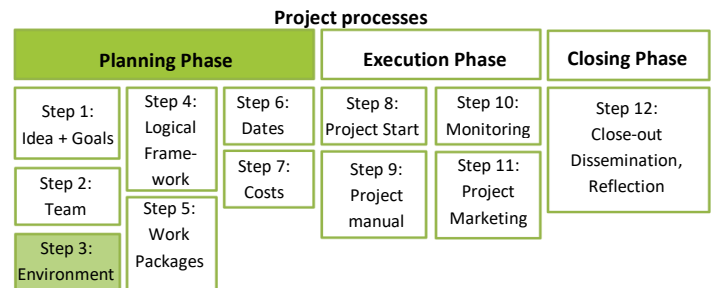 Project processes
Planning Phase
Execution Phase
Closing Phase
Step 1:
Idea + Goals
Step 2:
Team
Step 3:
Environment
Step 4:
Logical
Frame-
work
Step 5:
Work
Packages
Step 6:
Dates
Step 7:
Costs
Step 8:
Project Start
Step 9:
Project
manual
Step 10:
Monitoring
Step 11:
Project
Marketing
Step 12:
Close-out
Dissemination,
Reflection